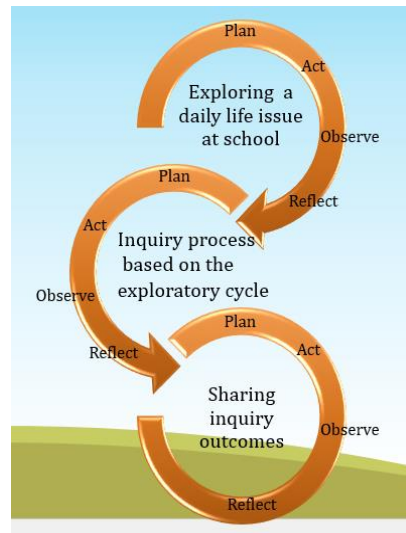 Plan
Act
Exploring a
daily life issue
at school
Observe
Reflect
Plan
Act
Inquiry process
based on the
exploratory cycle
Observe
Reflect
Plan
Act
Sharing
inquiry
outcomes
Observe
Reflect